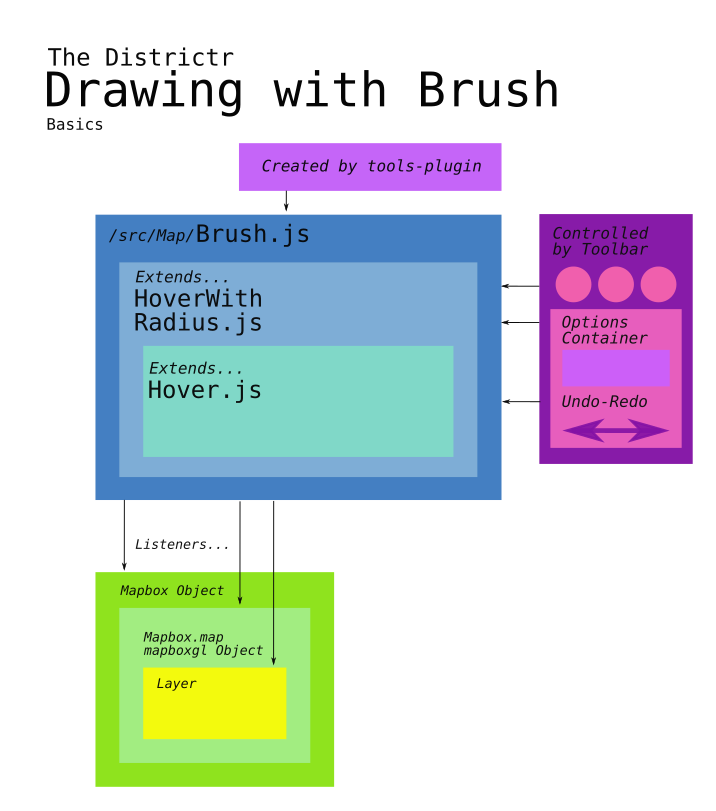 The Districtr
Drawing with Brush
Basics
Created by tools-plugin
/src/Map/Brush.js
Extends...
HoverWith
Radius.js
Extends...
Hover.js
Controlled
by Toolbar
Options
Container
Undo-Redo
Listeners...
Mapbox Object
Mapbox.map
mapboxgl Object
Layer